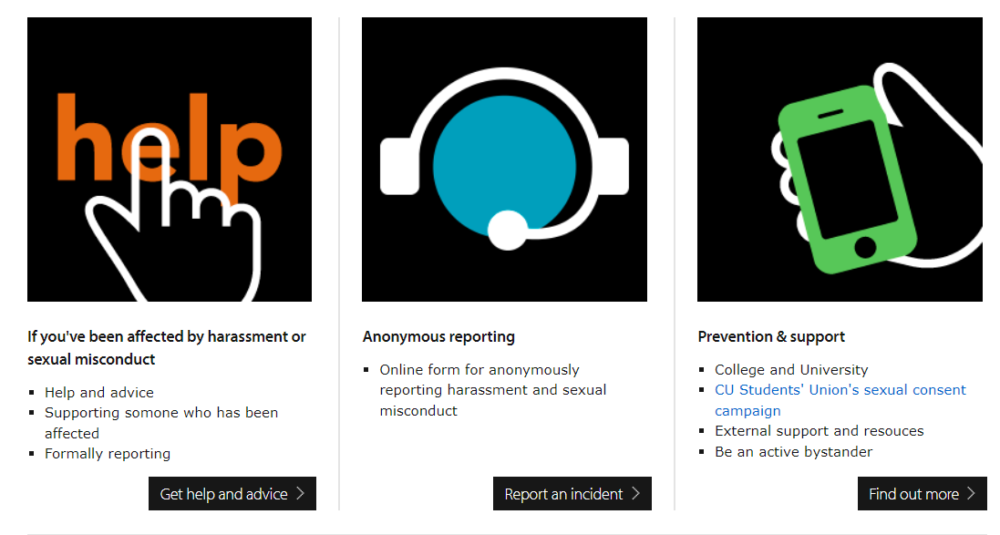 help
If you've been affected by harassment or
sexual misconduct
Help and advice
Supporting somone who has been
affected
Formally reporting
Get help and advice
Anonymous reporting
Online form for anonymously
reporting harassment and sexual
misconduct
Report an incident
Prevention & support
College and University
CU Students' Union's sexual consent
campaign
External support and resouces
Be an active bystander
Find out more